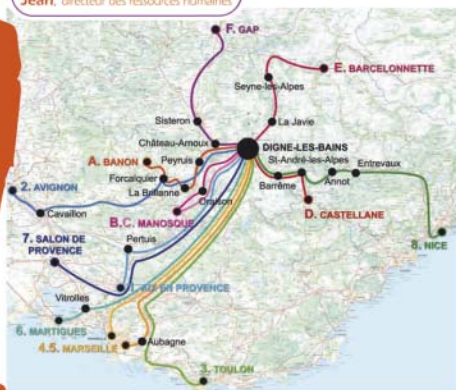 Jean, directeur des ressources humaines
F. GAP
E. BARCELONNETTE
Seyne-les-Alpes
Sisteron
La Javie
Château-Arnoux
DIGNE-LES-BAINS
A. BANON
Peyruis
St-André-les-Alpes
Entrevaux
Forcalquier
2. AVIGNON
La Brillanne
Barrême
Annot
Oraison
Cavaillon
B.C. MANOSQUE
D. CASTELLANE
7. SALON DE
PROVENCE
Pertuis
8. NICE
1. AIX EN PROVENCE
Vitrolles
6. MARTIGUES
4.5. MARSEILLE
Aubagne
3. TOULON